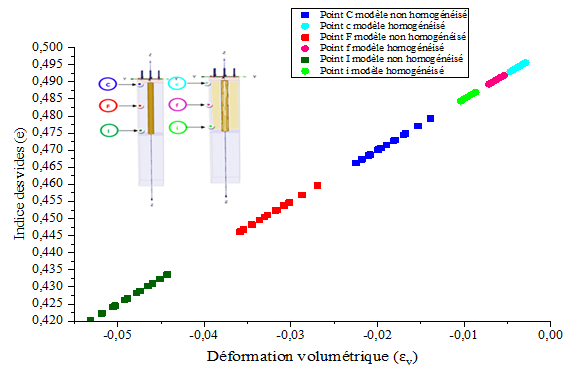 Point C modèle non homogénéisé
Point c modèle homogénéisé
Point F modèle non homogénéisé
Point f modèle homogénéisé
Point I modèle non homogénéisé
Point i modèle homogénéisé
0,500
0,495
0,490
0,485
0,480
0,475
0,470
0,465
0,460
0,455
0,450
0,445
0,440
0,435
0,430
0,425
0,420
Indice des vides (e)
C
F
I
-0,05
-0,04
-0,03
-0,02
-0,01
0,00
Déformation volumétrique (εv)